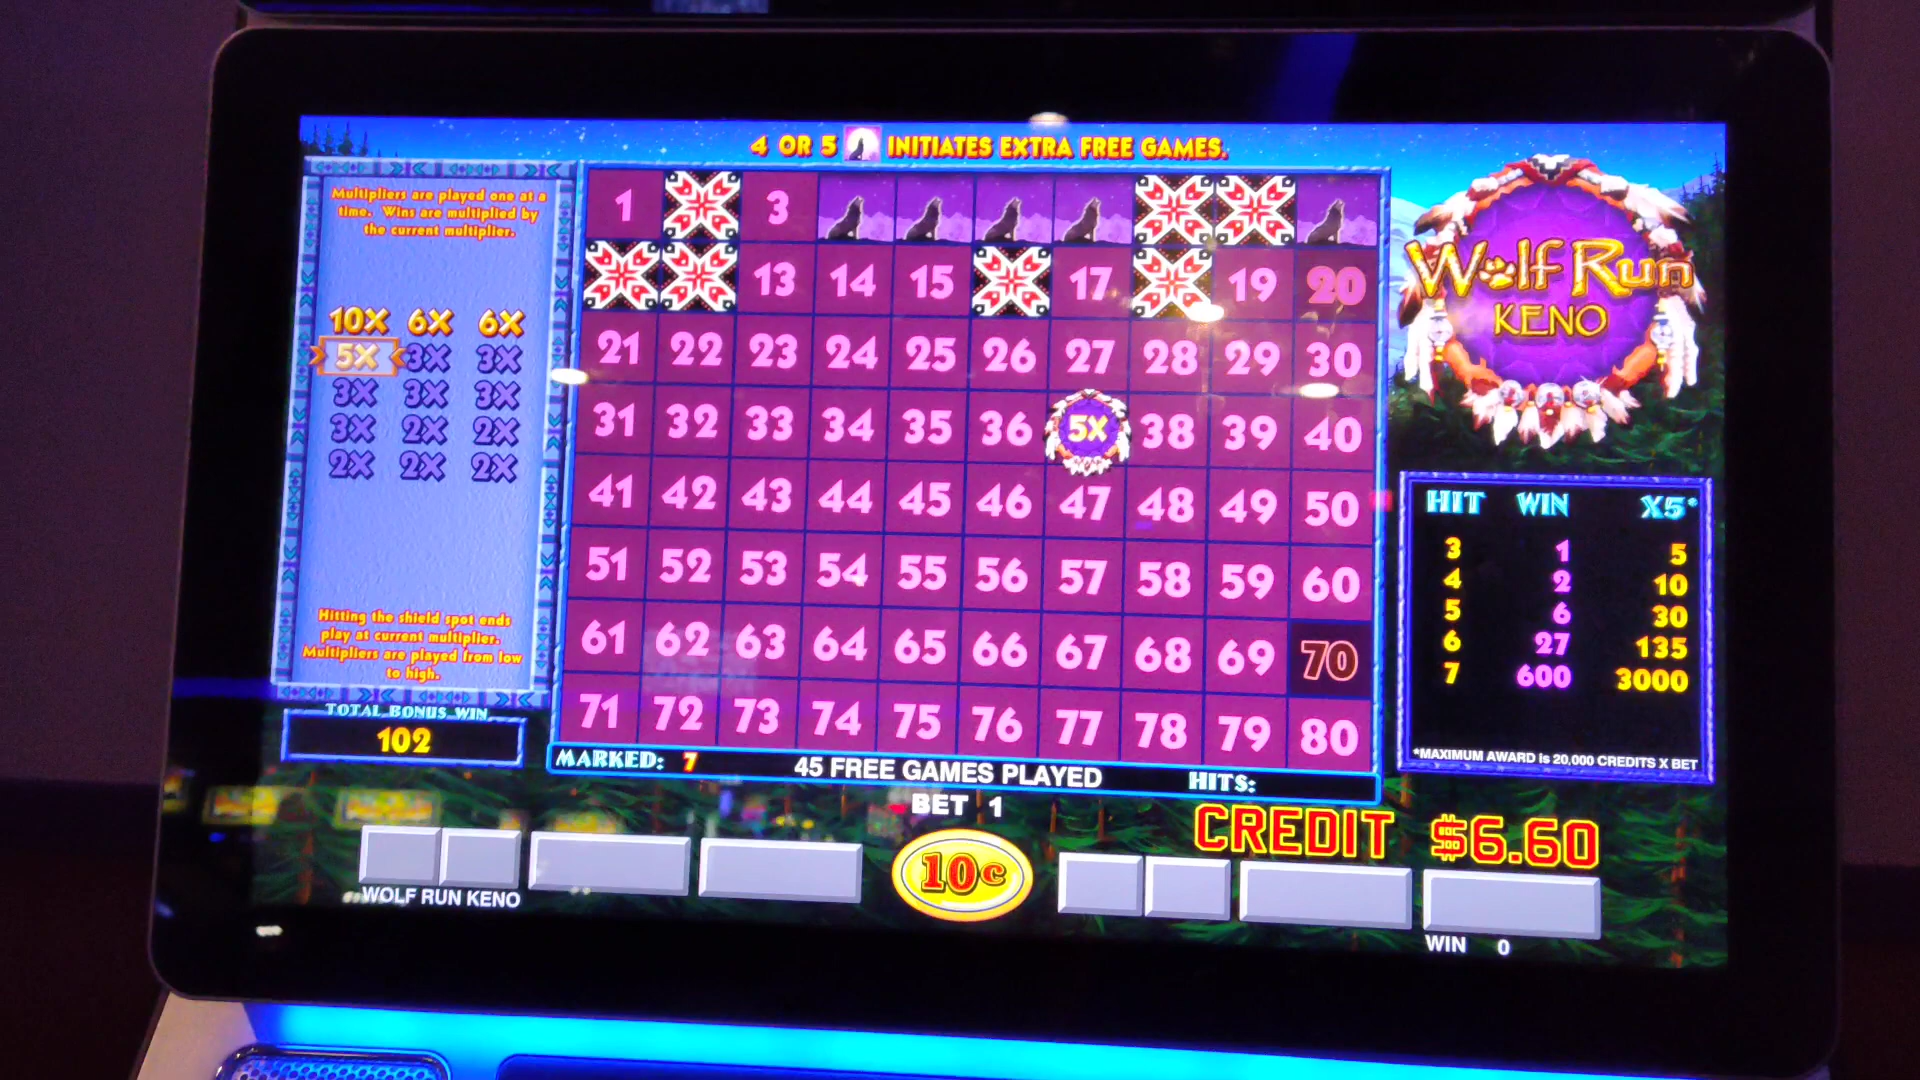 4 OR 5 INITIATES EXTRA FREE GAMES.
Multipliers are played one at a
time. Wins are multiplied by
the current multiplier.
10X 6X 6X
5X 3X 3X
3X 3X 3X
3X 2X 2X
2X 2X 2X
Hitting the shield spot ends
play at current multiplier.
Multipliers are played from low
to high.
TOTAL BONUS WIN
102
1 3
13 14 15 17 19 20
21 22 23 24 25 26 27 28 29 30
31 32 33 34 35 36 5X 38 39 40
41 42 43 44 45 46 47 48 49 50
51 52 53 54 55 56 57 58 59 60
61 62 63 64 65 66 67 68 69 70
71 72 73 74 75 76 77 78 79 80
MARKED: 7 45 FREE GAMES PLAYED HITS:
Wolf Run
KENO
HIT WIN X5*
3 1 5
4 2 10
5 6 30
6 27 135
7 600 3000
*MAXIMUM AWARD is 20,000 CREDITS X BET
BET 1
CREDIT $6.60
10¢
WOLF RUN KENO
WIN 0